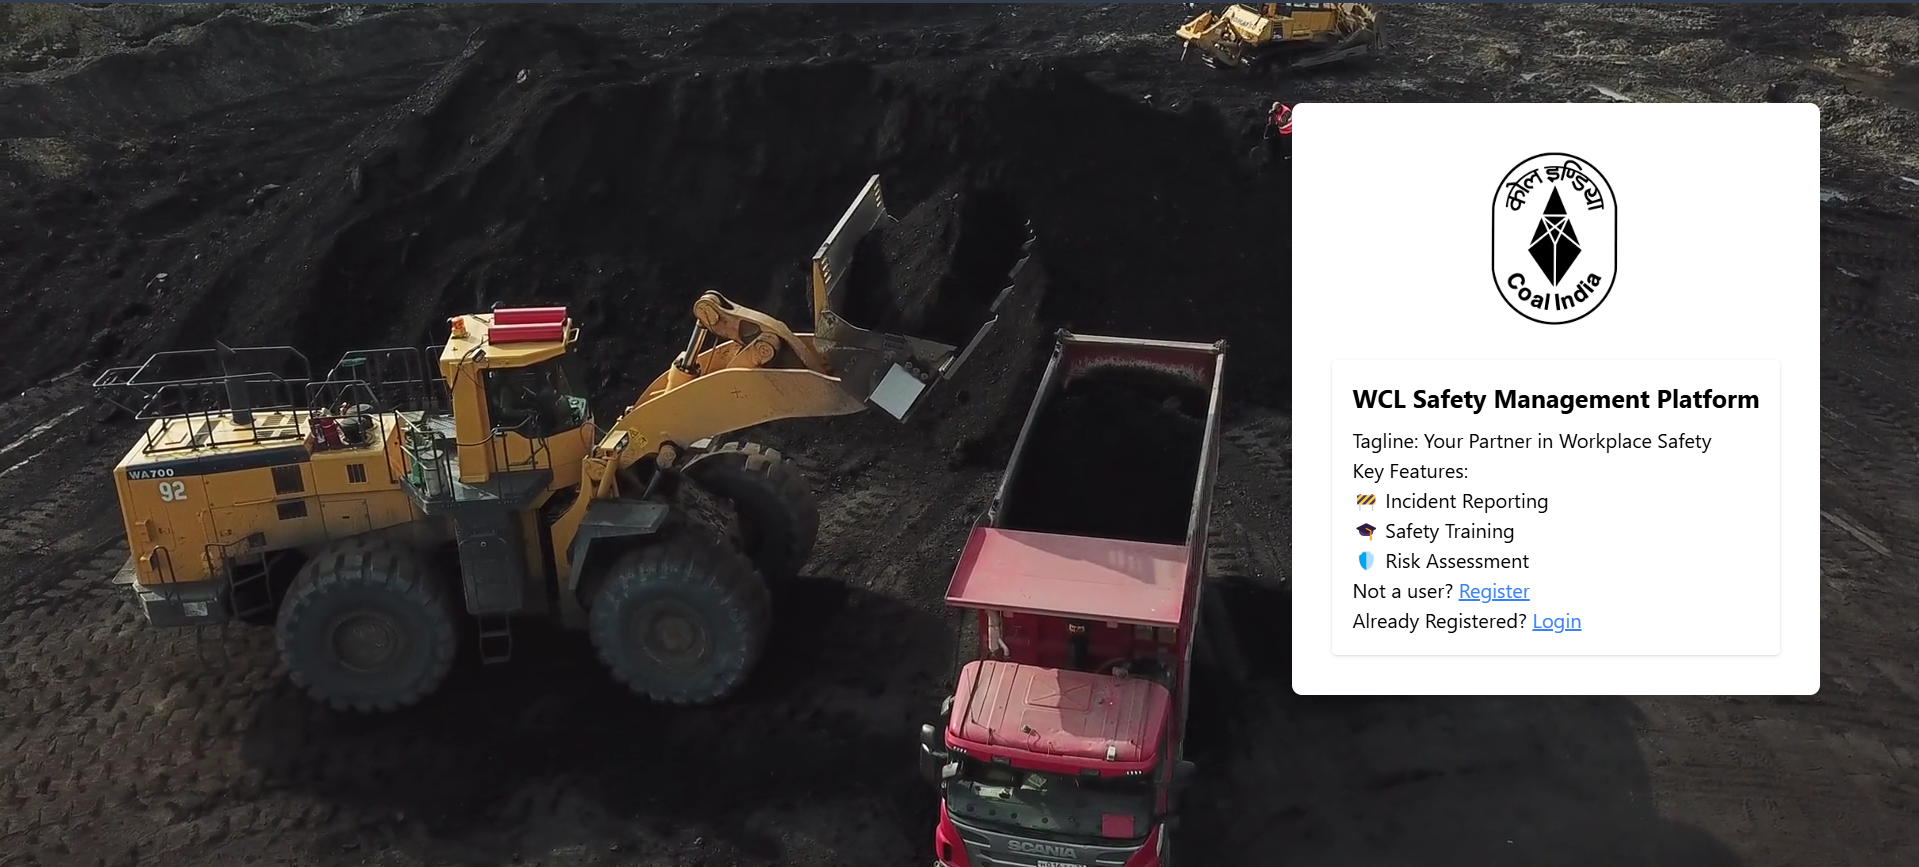 कोल इण्डिया
Coal India
WCL Safety Management Platform
Tagline: Your Partner in Workplace Safety
Key Features:
🚧 Incident Reporting
🎓 Safety Training
🛡️ Risk Assessment
Not a user? Register
Already Registered? Login
WA700
92
SCANIA